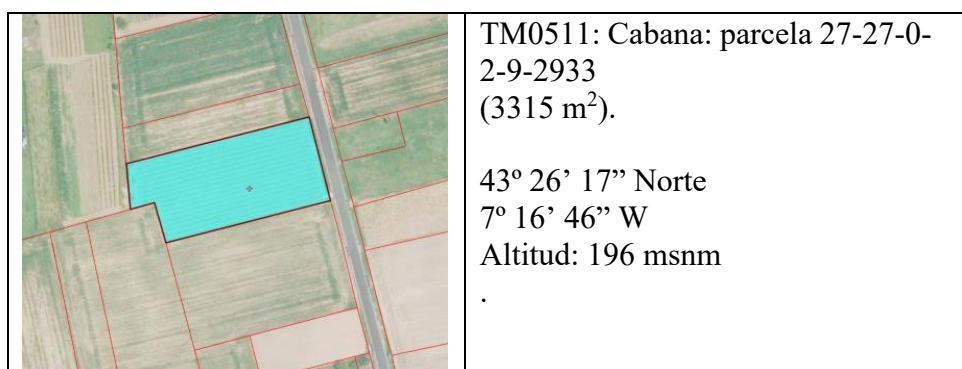 TM0511: Cabana: parcela 27-27-0-
2-9-2933
(3315 m²).
43º 26’ 17” Norte
7º 16’ 46” W
Altitud: 196 msnm
.